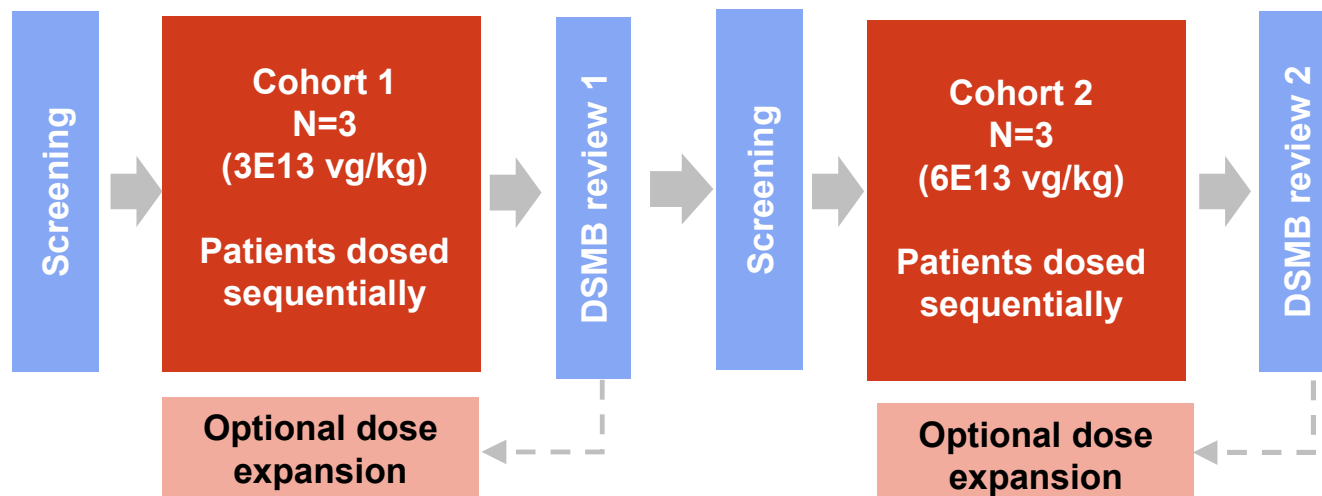 Screening
Cohort 1
N=3
(3E13 vg/kg)
Patients dosed
sequentially
DSMB review 1
Screening
Cohort 2
N=3
(6E13 vg/kg)
Patients dosed
sequentially
DSMB review 2
Optional dose
expansion
Optional dose
expansion